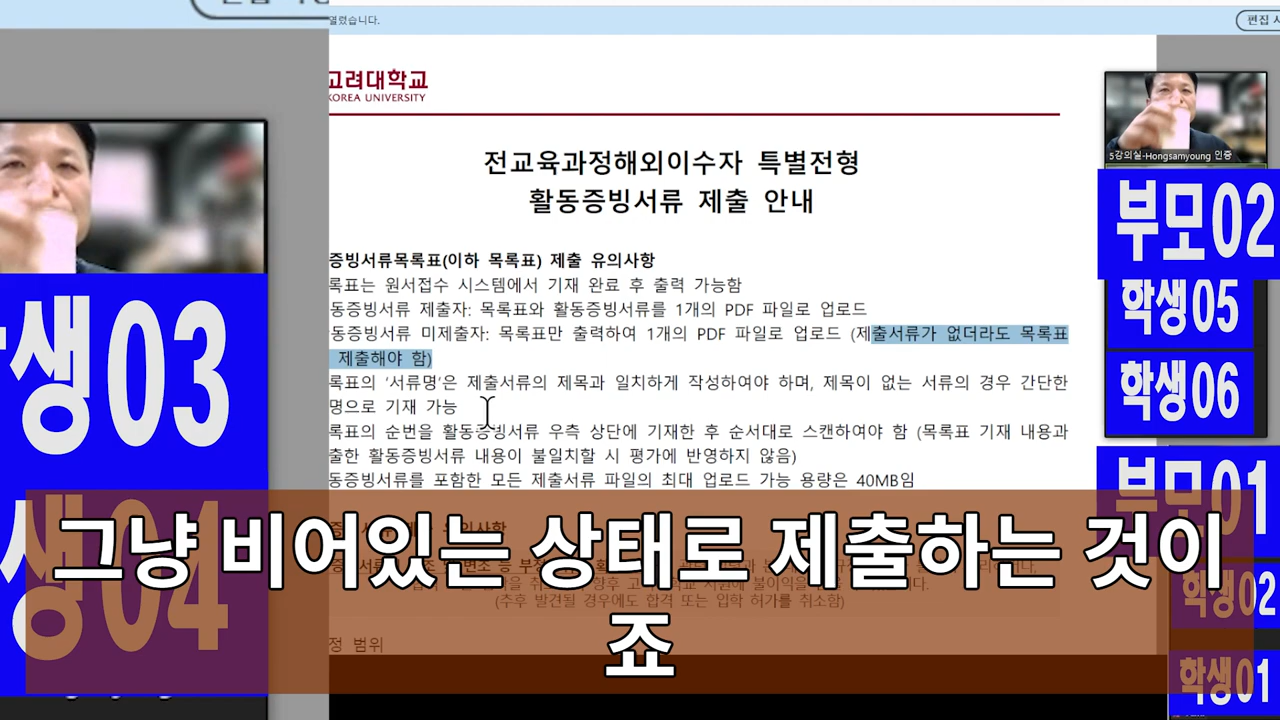 열렸습니다.
고려대학교
KOREA UNIVERSITY
전교육과정해외이수자 특별전형
활동증빙서류 제출 안내
증빙서류목록표(이하 목록표) 제출 유의사항
록표는 원서접수 시스템에서 기재 완료 후 출력 가능함
동증빙서류 제출자: 목록표와 활동증빙서류를 1개의 PDF 파일로 업로드
동증빙서류 미제출자: 목록표만 출력하여 1개의 PDF 파일로 업로드 (제출서류가 없더라도 목록표
제출해야 함)
록표의 '서류명'은 제출서류의 제목과 일치하게 작성하여야 하며, 제목이 없는 서류의 경우 간단한
명으로 기재 가능
록표의 순번을 활동증빙서류 우측 상단에 기재한 후 순서대로 스캔하여야 함 (목록표 기재 내용과
출한 활동증빙서류 내용이 불일치할 시 평가에 반영하지 않음)
동증빙서류를 포함한 모든 제출서류 파일의 최대 업로드 가능 용량은 40MB임
(추후 발견될 경우에도 합격 또는 입학 허가를 취소함)
정 범위
그냥 비어있는 상태로 제출하는 것이
죠
생03
생04
편집
5강의실-Hongsamyoung 인증
부모02
학생05
학생06
부모01
학생02
학생01